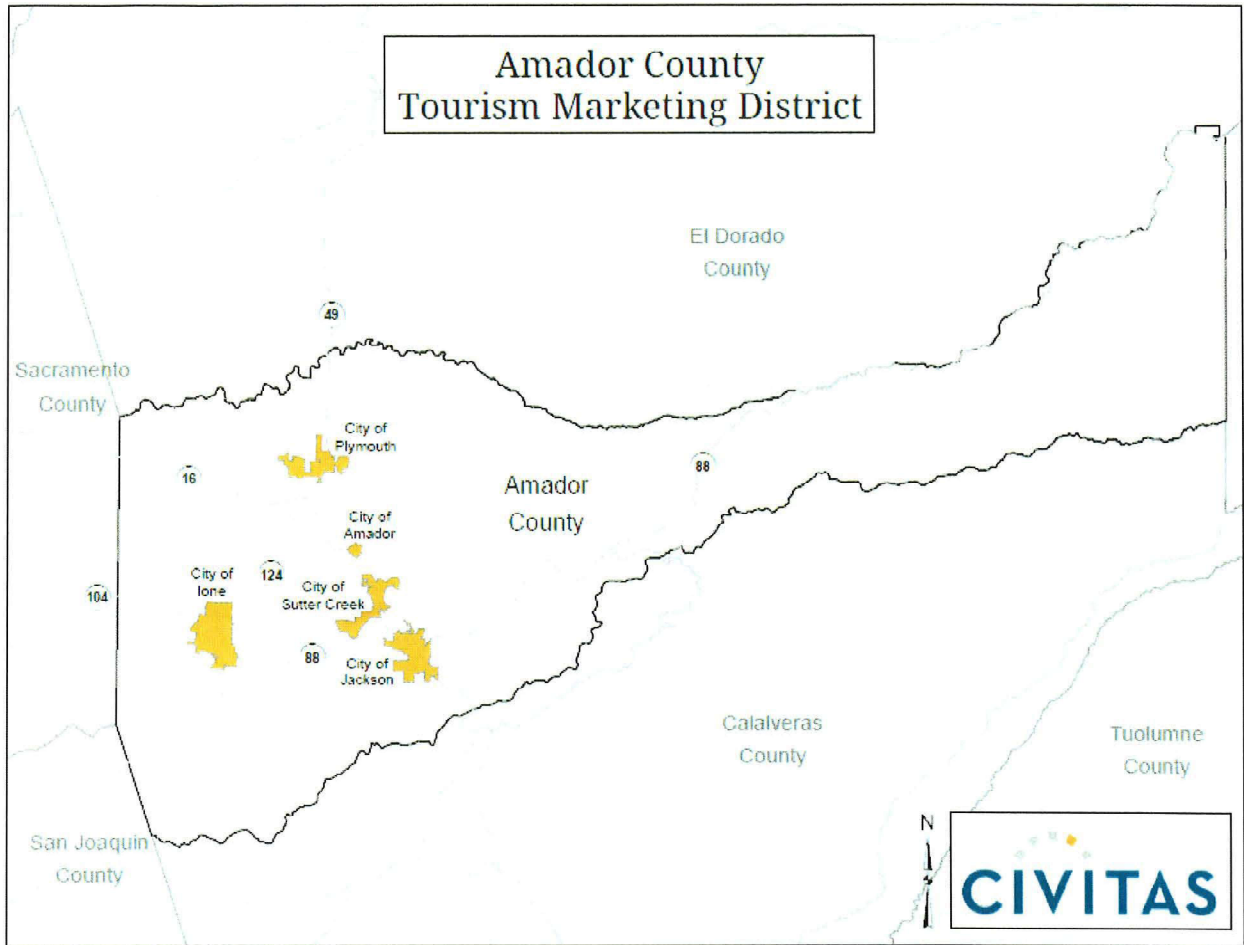 Amador County
Tourism Marketing District
El Dorado
County
49
Sacramento
County
City of
Plymouth
16
88
Amador
County
City of
Amador
City of
Ione
124
104
City of
Sutter Creek
88
City of
Jackson
Calalveras
County
Tuolumne
County
San Joaquin
County
N
CIVITAS